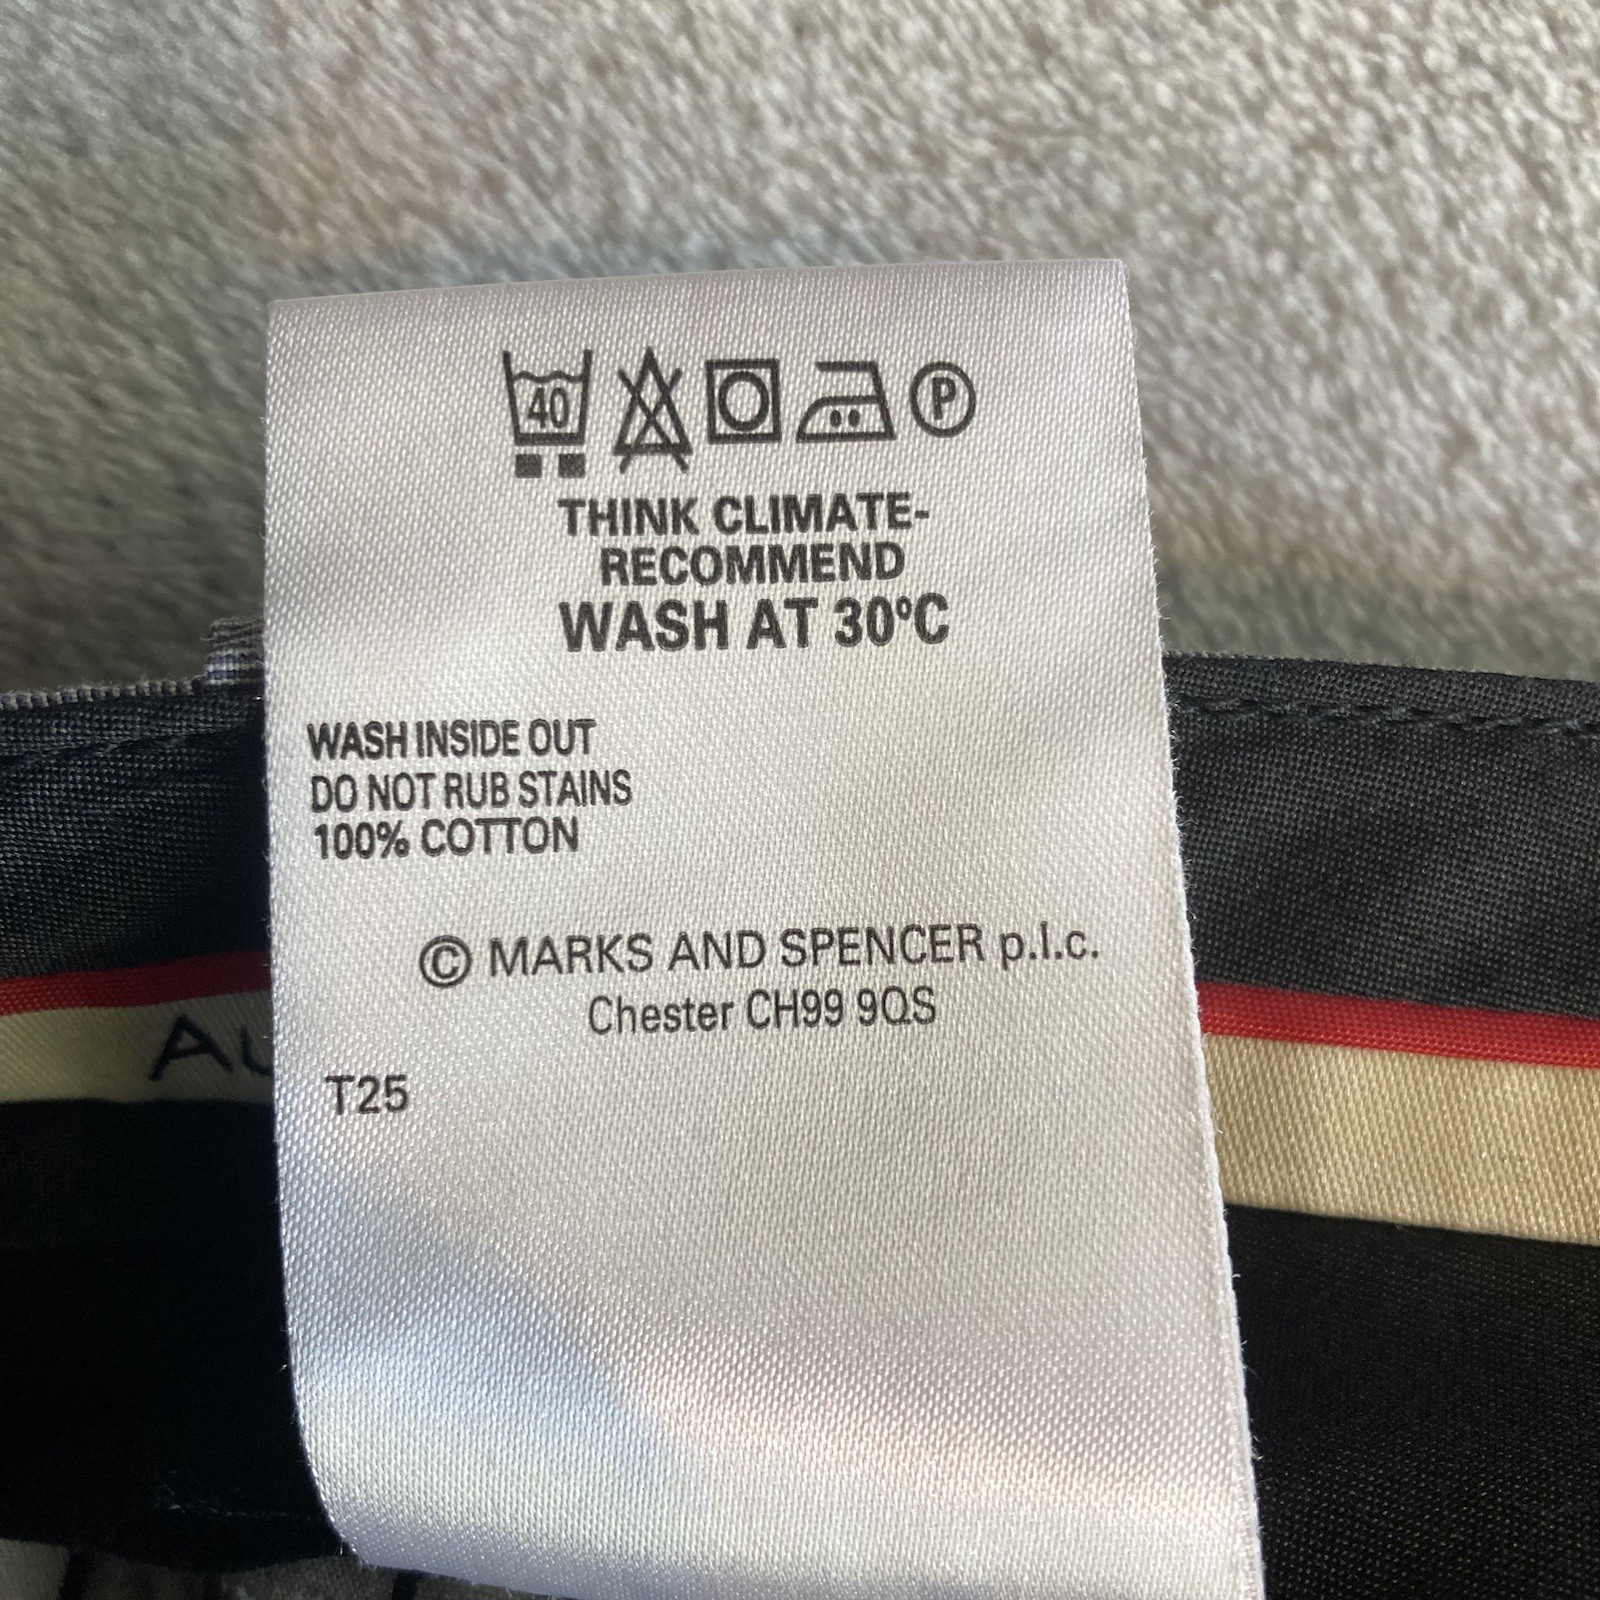 40
P
THINK CLIMATE-
RECOMMEND
WASH AT 30ºC
WASH INSIDE OUT
DO NOT RUB STAINS
100% COTTON
© MARKS AND SPENCER p.l.c.
Chester CH99 9QS
T25